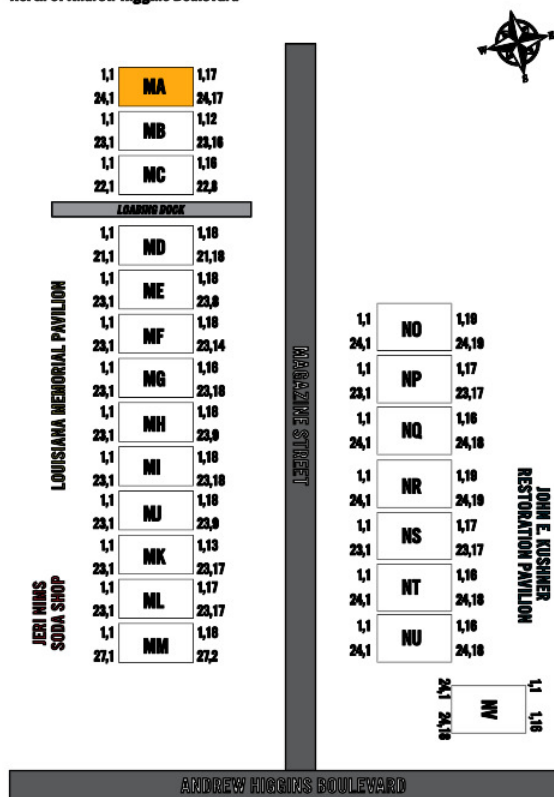 1,1 MA 1,17
24,1 24,17
1,1 MB 1,12
23,1 23,16
1,1 MC 1,16
22,1 22,8
LOADING DOCK
1,1 MD 1,18
21,1 21,18
1,1 ME 1,18
23,1 23,8
1,1 MF 1,18
23,1 23,14
1,1 MG 1,16
23,1 23,18
1,1 MH 1,18
23,1 23,9
1,1 MI 1,18
23,1 23,18
1,1 MJ 1,18
23,1 23,9
1,1 MK 1,13
23,1 23,17
1,1 ML 1,17
23,1 23,17
1,1 MM 1,18
27,1 27,2
LOUISIANA MEMORIAL PAVILION
JERI NIMS
SODA SHOP
MAGAZINE STREET
1,1 NO 1,19
24,1 24,19
1,1 NP 1,17
23,1 23,17
1,1 NQ 1,16
24,1 24,18
1,1 NR 1,19
24,1 24,19
1,1 NS 1,17
23,1 23,17
1,1 NT 1,16
24,1 24,18
1,1 NU 1,16
24,1 24,18
JOHN E. KUSHNER
RESTORATION PAVILION
1,1 NV 1,16
24,1 24,18
ANDREW HIGGINS BOULEVARD
N
E
S
W